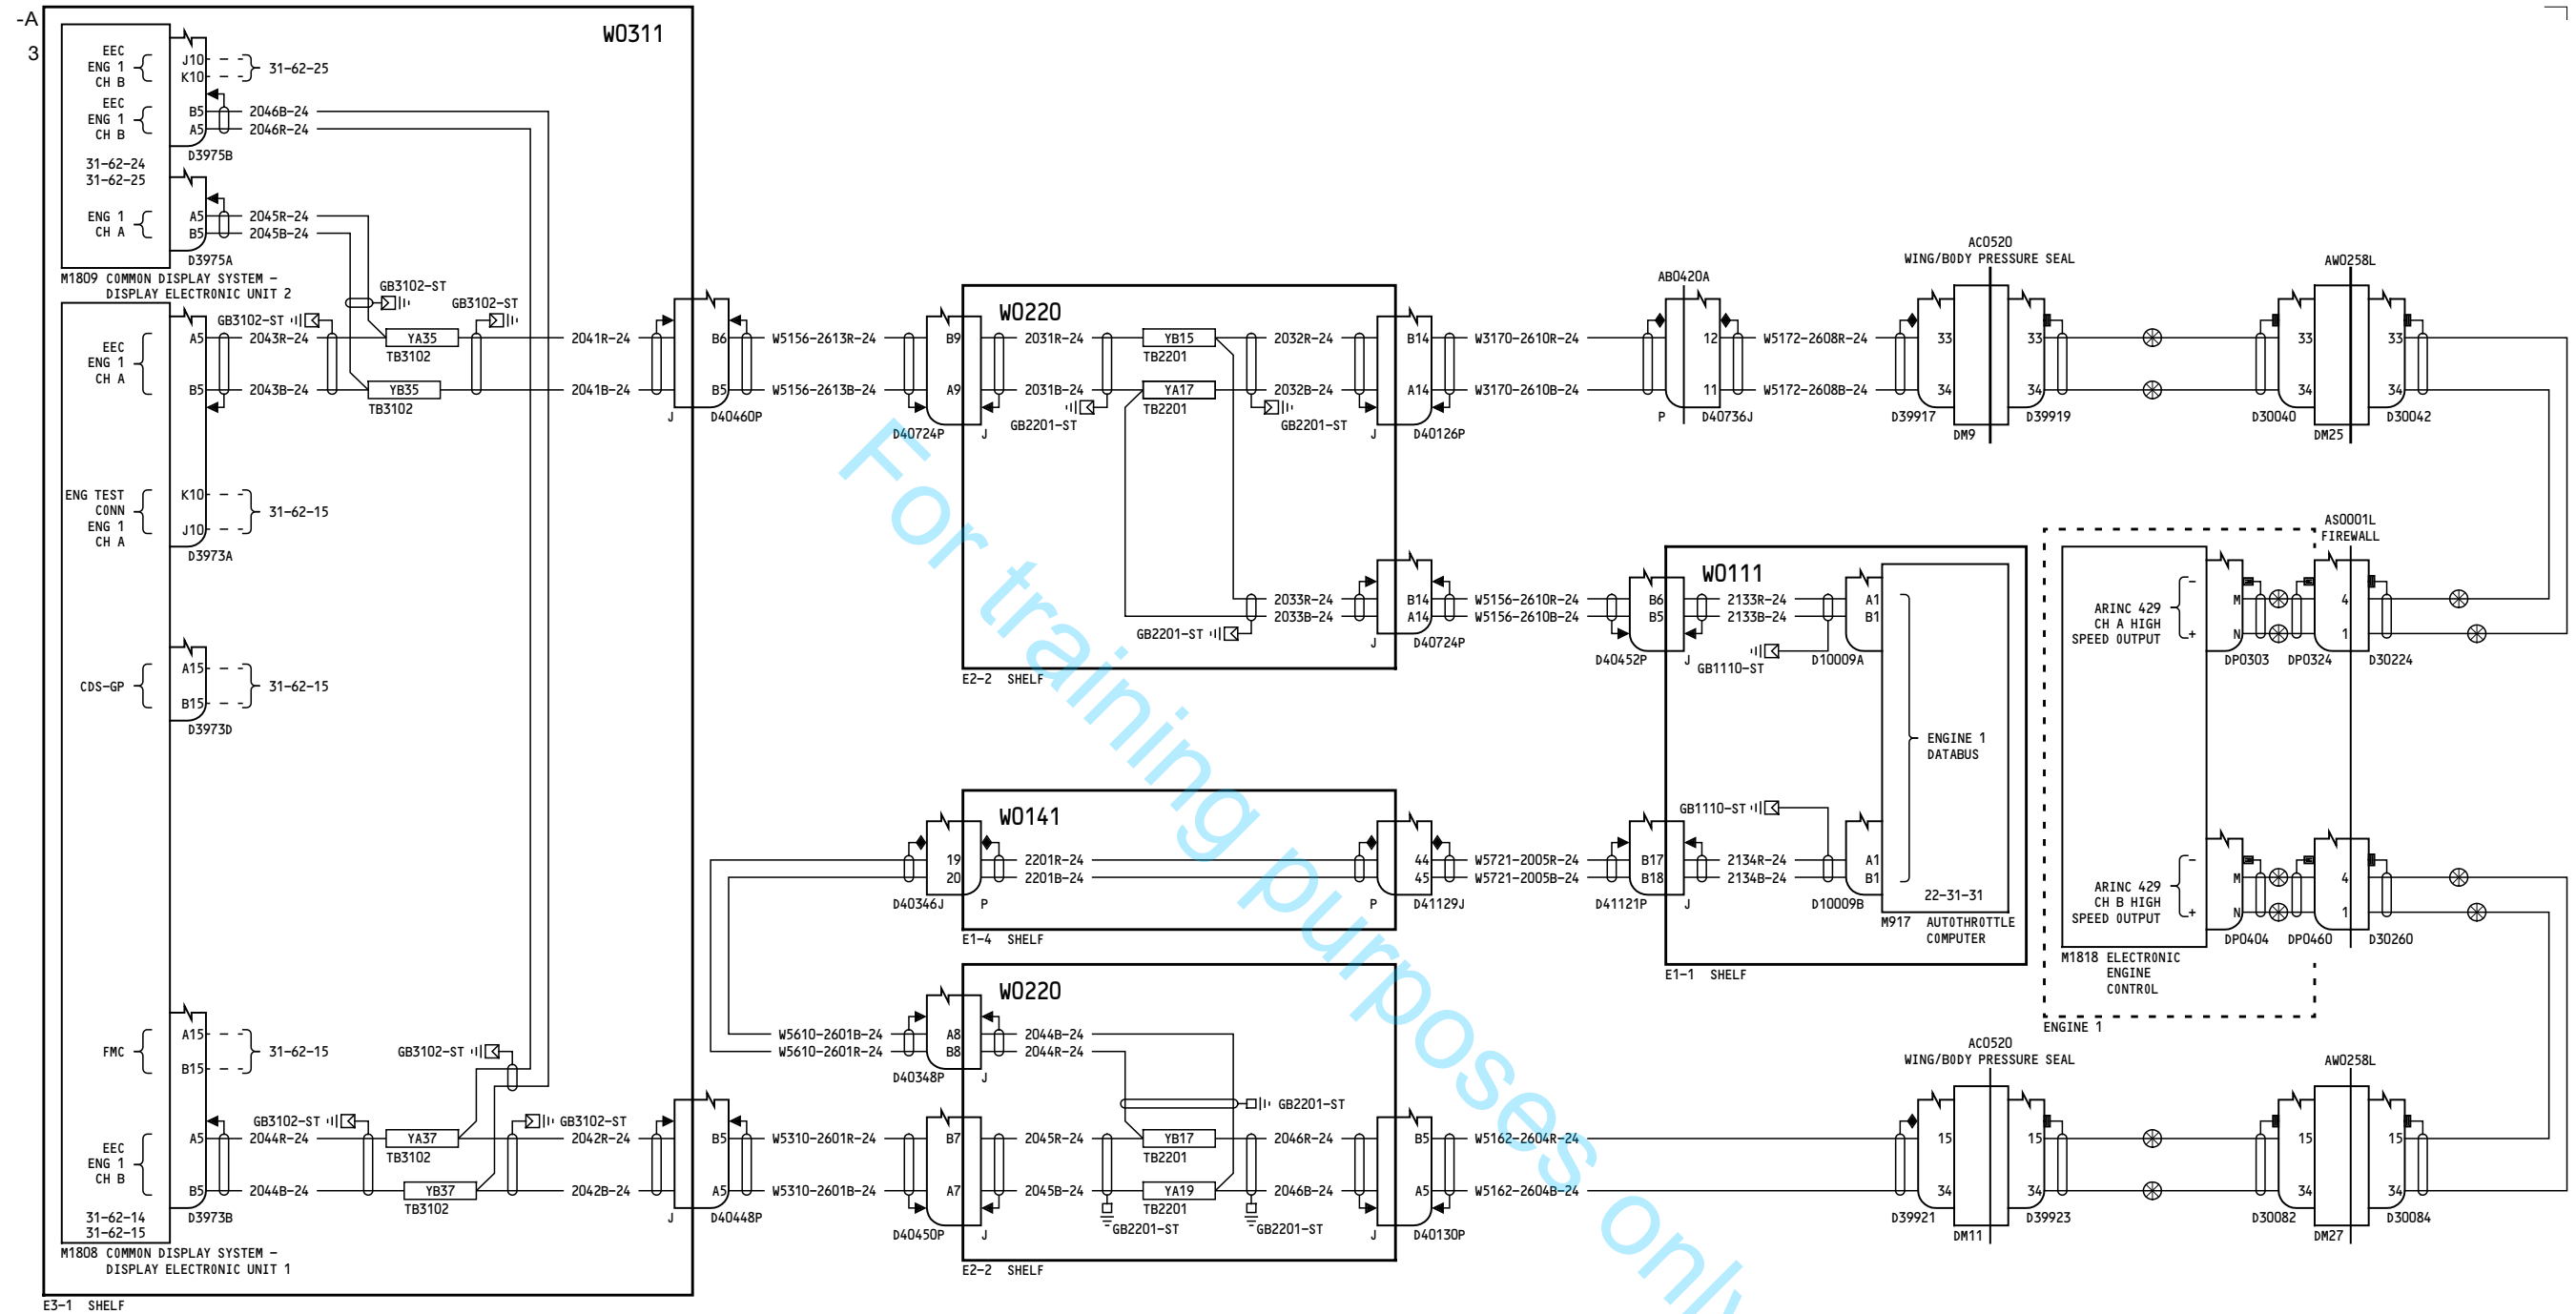 -A
3
W0311
EEC
ENG 1
CH B
J10
K10
31-62-25
EEC
ENG 1
CH B
B5
A5
2046B-24
2046R-24
D3975B
31-62-24
31-62-25
ENG 1
CH A
A5
B5
2045R-24
2045B-24
D3975A
M1809 COMMON DISPLAY SYSTEM -
DISPLAY ELECTRONIC UNIT 2
GB3102-ST
GB3102-ST
GB3102-ST
EEC
ENG 1
CH A
A5
2043R-24
YA35
TB3102
2041R-24
B6
B5
2043B-24
YB35
TB3102
2041B-24
B5
J
D40460P
ENG TEST
CONN
ENG 1
CH A
K10
J10
31-62-15
D3973A
CDS-GP
A15
B15
31-62-15
D3973D
FMC
A15
B15
31-62-15
GB3102-ST
GB3102-ST
GB3102-ST
EEC
ENG 1
CH B
A5
2044R-24
YA37
TB3102
2042R-24
B5
B5
2044B-24
YB37
TB3102
2042B-24
A5
D3973B
J
D40448P
31-62-14
31-62-15
M1808 COMMON DISPLAY SYSTEM -
DISPLAY ELECTRONIC UNIT 1
E3-1 SHELF
W5156-2613R-24
W5156-2613B-24
W0220
B9
A9
D40724P
J
2031R-24
2031B-24
GB2201-ST
YB15
TB2201
YA17
TB2201
2032R-24
2032B-24
GB2201-ST
B14
A14
J
D40126P
W3170-2610R-24
W3170-2610B-24
AB0420A
12
11
P
D40736J
W5172-2608R-24
W5172-2608B-24
AC0520
WING/BODY PRESSURE SEAL
33
34
33
34
D39917
D39919
DM9
AW0258L
33
34
33
34
D30040
D30042
DM25
2033R-24
2033B-24
GB2201-ST
B14
A14
J
D40724P
E2-2 SHELF
W5156-2610R-24
W5156-2610B-24
W0111
B6
B5
D40452P
J
2133R-24
2133B-24
GB1110-ST
A1
B1
D10009A
ENGINE 1
DATABUS
AS0001L
FIREWALL
ARINC 429
CH A HIGH
SPEED OUTPUT
-
+
M
N
4
1
DP0303
DP0324
D30224
W0141
19
20
D40346J
P
2201R-24
2201B-24
44
45
P
D41129J
E1-4 SHELF
W5721-2005R-24
W5721-2005B-24
GB1110-ST
B17
B18
D41121P
J
2134R-24
2134B-24
A1
B1
D10009B
22-31-31
M917 AUTOTHROTTLE
COMPUTER
E1-1 SHELF
ARINC 429
CH B HIGH
SPEED OUTPUT
-
+
M
N
4
1
DP0404
DP0460
D30260
M1818 ELECTRONIC
ENGINE
CONTROL
ENGINE 1
W0220
W5610-2601B-24
W5610-2601R-24
A8
B8
D40348P
J
2044B-24
2044R-24
GB2201-ST
W5310-2601R-24
W5310-2601B-24
B7
A7
D40450P
J
2045R-24
2045B-24
GB2201-ST
YB17
TB2201
YA19
TB2201
2046R-24
2046B-24
GB2201-ST
B5
A5
J
D40130P
E2-2 SHELF
W5162-2604R-24
W5162-2604B-24
AC0520
WING/BODY PRESSURE SEAL
15
34
15
34
D39921
D39923
DM11
AW0258L
15
34
15
34
D30082
D30084
DM27
For training purposes only